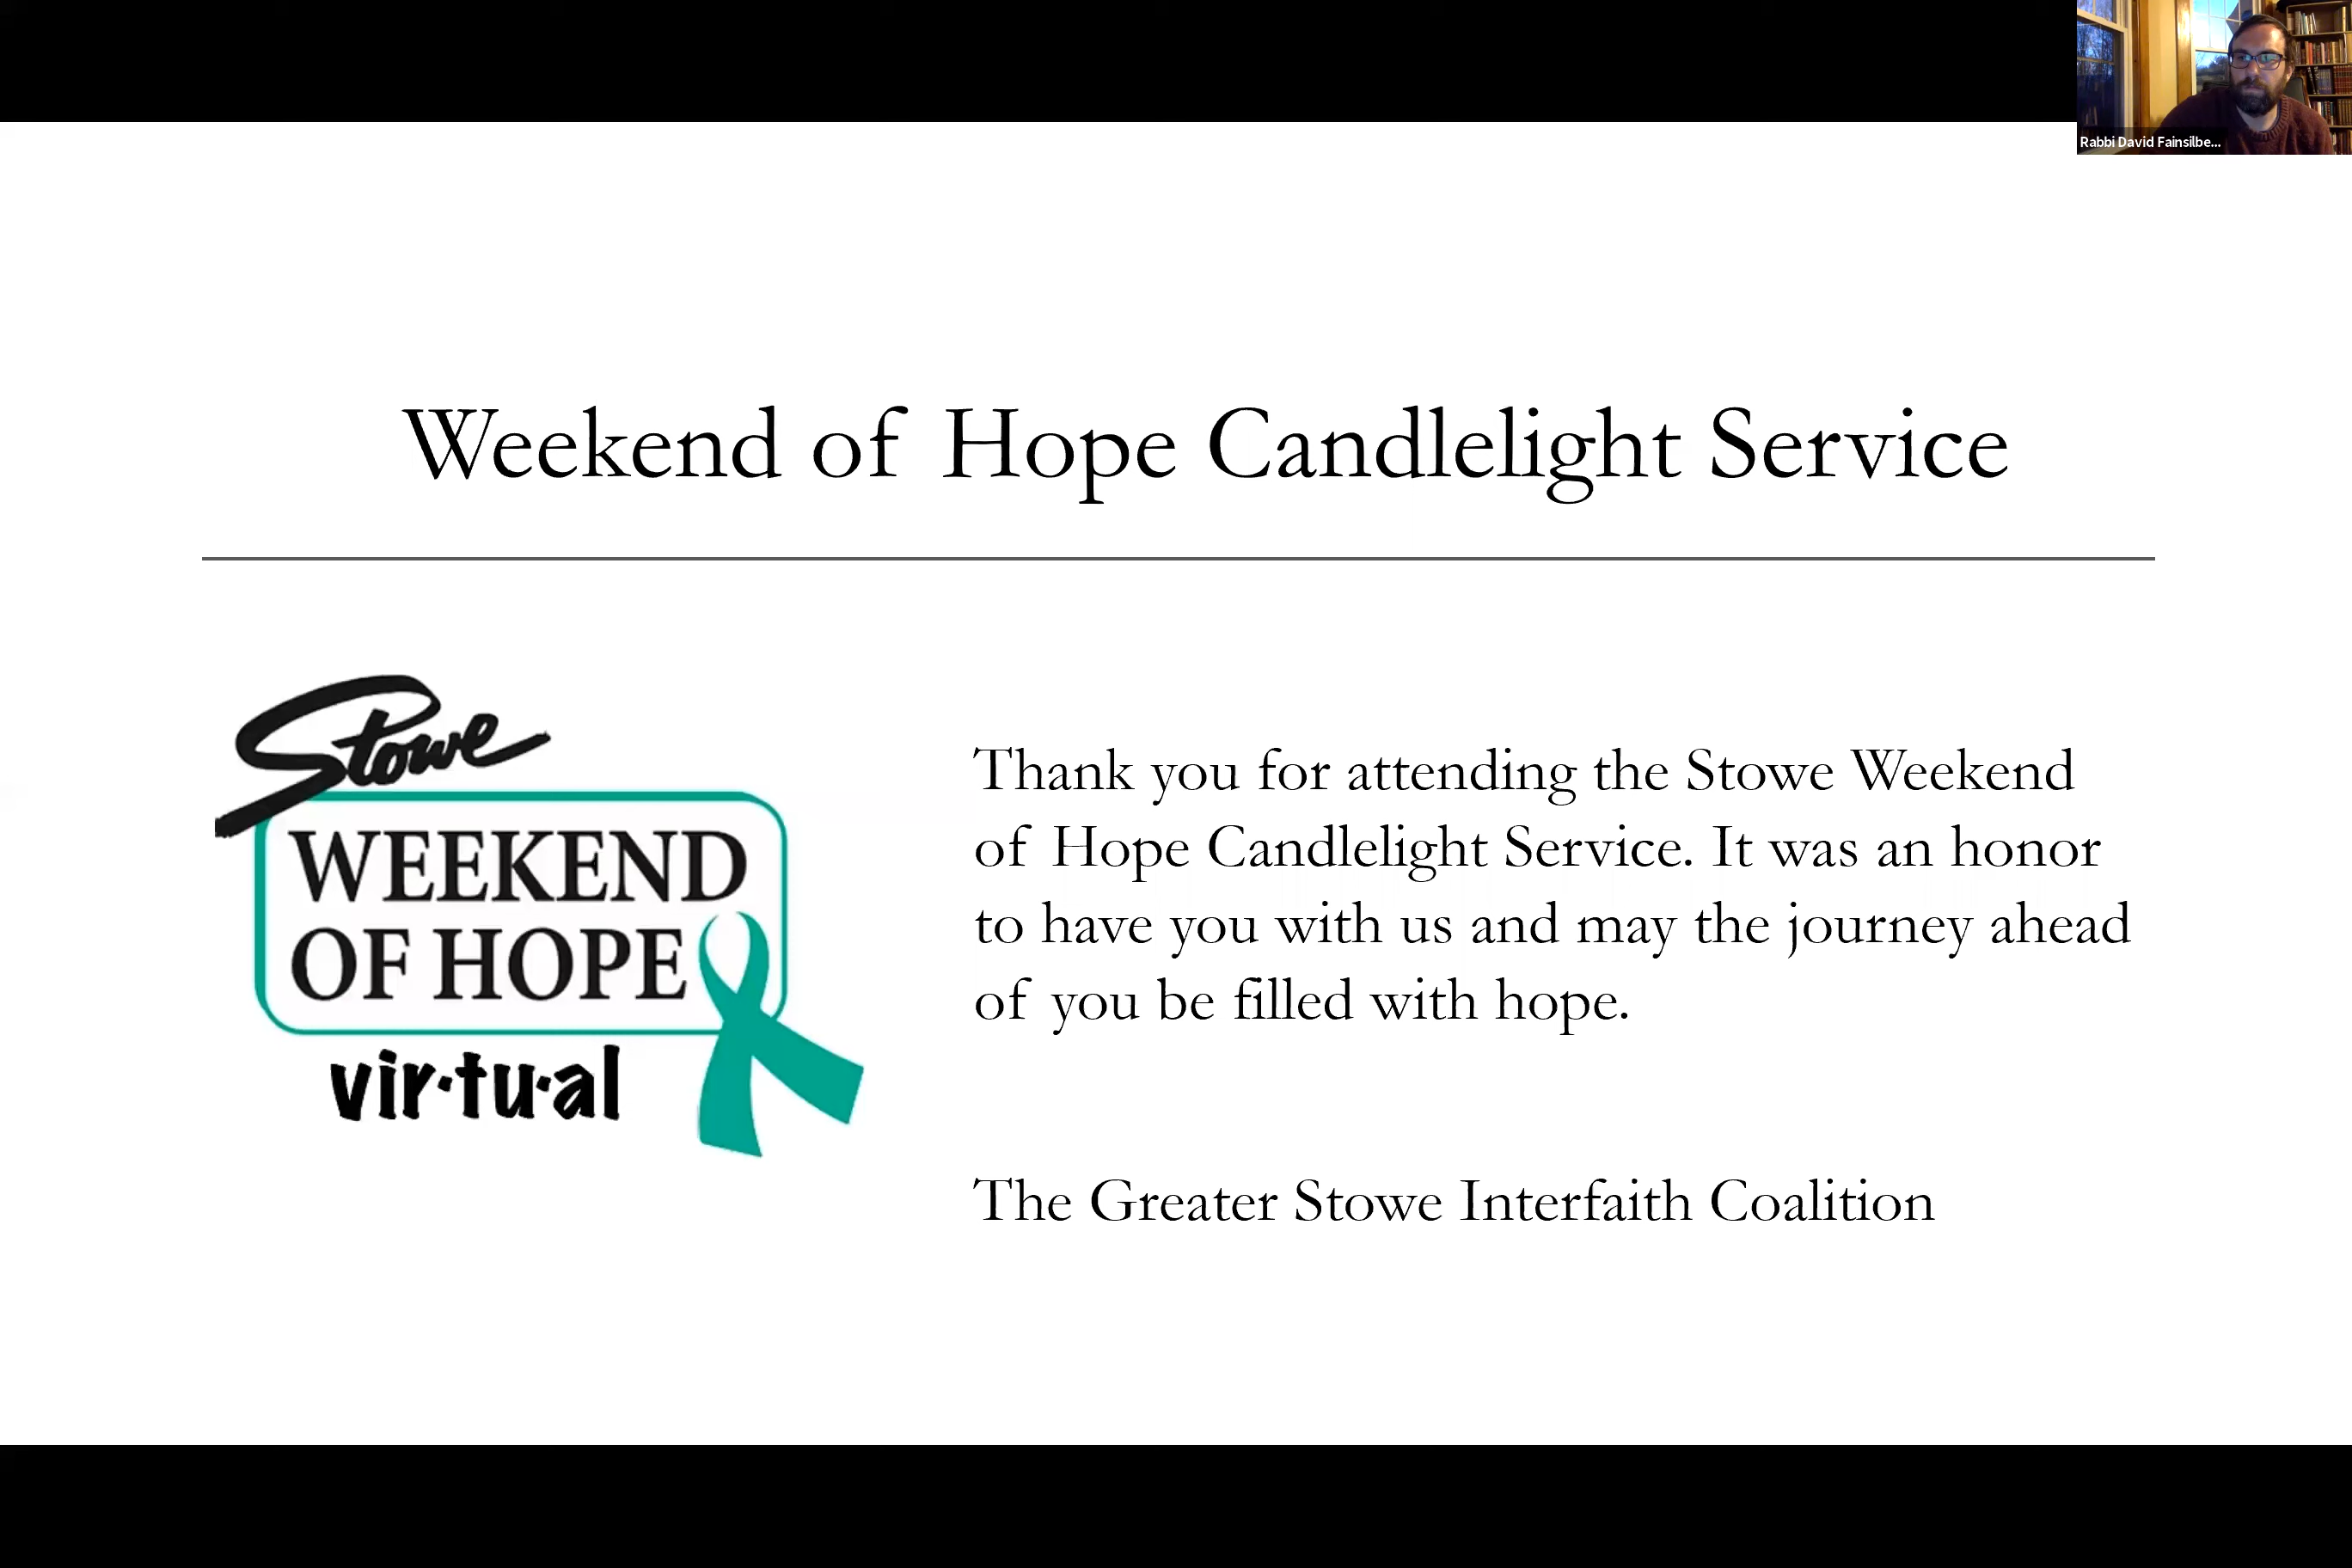 Rabbi David Fainsilbe...
Weekend of Hope Candlelight Service
Stowe
WEEKEND
OF HOPE
vir·tu·al
Thank you for attending the Stowe Weekend
of Hope Candlelight Service. It was an honor
to have you with us and may the journey ahead
of you be filled with hope.
The Greater Stowe Interfaith Coalition